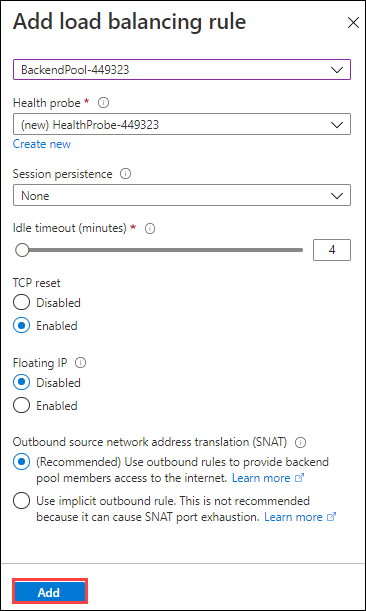 Add load balancing rule
BackendPool-449323
Health probe *
(new) HealthProbe-449323
Create new
Session persistence
None
Idle timeout (minutes) *
4
TCP reset
Disabled
Enabled
Floating IP
Disabled
Enabled
Outbound source network address translation (SNAT)
(Recommended) Use outbound rules to provide backend
pool members access to the internet. Learn more
Use implicit outbound rule. This is not recommended
because it can cause SNAT port exhaustion. Learn more
Add